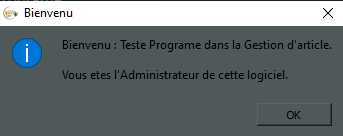 Bienvenu
Bienvenu : Teste Programe dans la Gestion d'article.
Vous etes l'Administrateur de cette logiciel.
OK